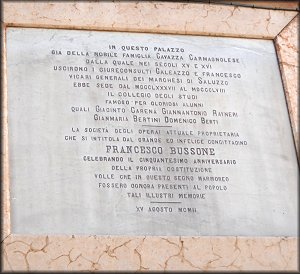 IN QUESTO PALAZZO
GIÀ DELLA NOBILE FAMIGLIA CAVAZZA CARMAGNOLESE
DALLA QUALE NEI SECOLI XV E XVI
USCIRONO I GIURECONSULTI GALEAZZO E FRANCESCO
VICARI GENERALI DEI MARCHESI DI SALUZZO
EBBE SEDE DAL MDCCLXXXVII AL MDCCCLVIII
IL COLLEGIO DEGLI STUDI
FAMOSO PER GLORIOSI ALUNNI
QUALI GIACINTO CARENA GIANNANTONIO RAYNERI
GIANMARIA BERTINI DOMENICO BERTI
LA SOCIETÀ DEGLI OPERAI ATTUALE PROPRIETARIA
CHE SI INTITOLA DAL GRANDE ED INFELICE CONCITTADINO
FRANCESCO BUSSONE
CELEBRANDO IL CINQUANTESIMO ANNIVERSARIO
DELLA PROPRIA COSTITUZIONE
VOLLE CHE IN QUESTO SEGNO MARMOREO
FOSSERO OGNORA PRESENTI AL POPOLO
TALI ILLUSTRI MEMORIE
XV AGOSTO MCMII